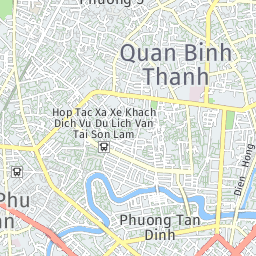 Phuong 5
Quan Binh
Thanh
Hop Tac Xa Xe Khach
Dich Vu Du Lich Van
Tai Son Lam
Dien - Hong
Phu
an
Phuong Tan
Dinh